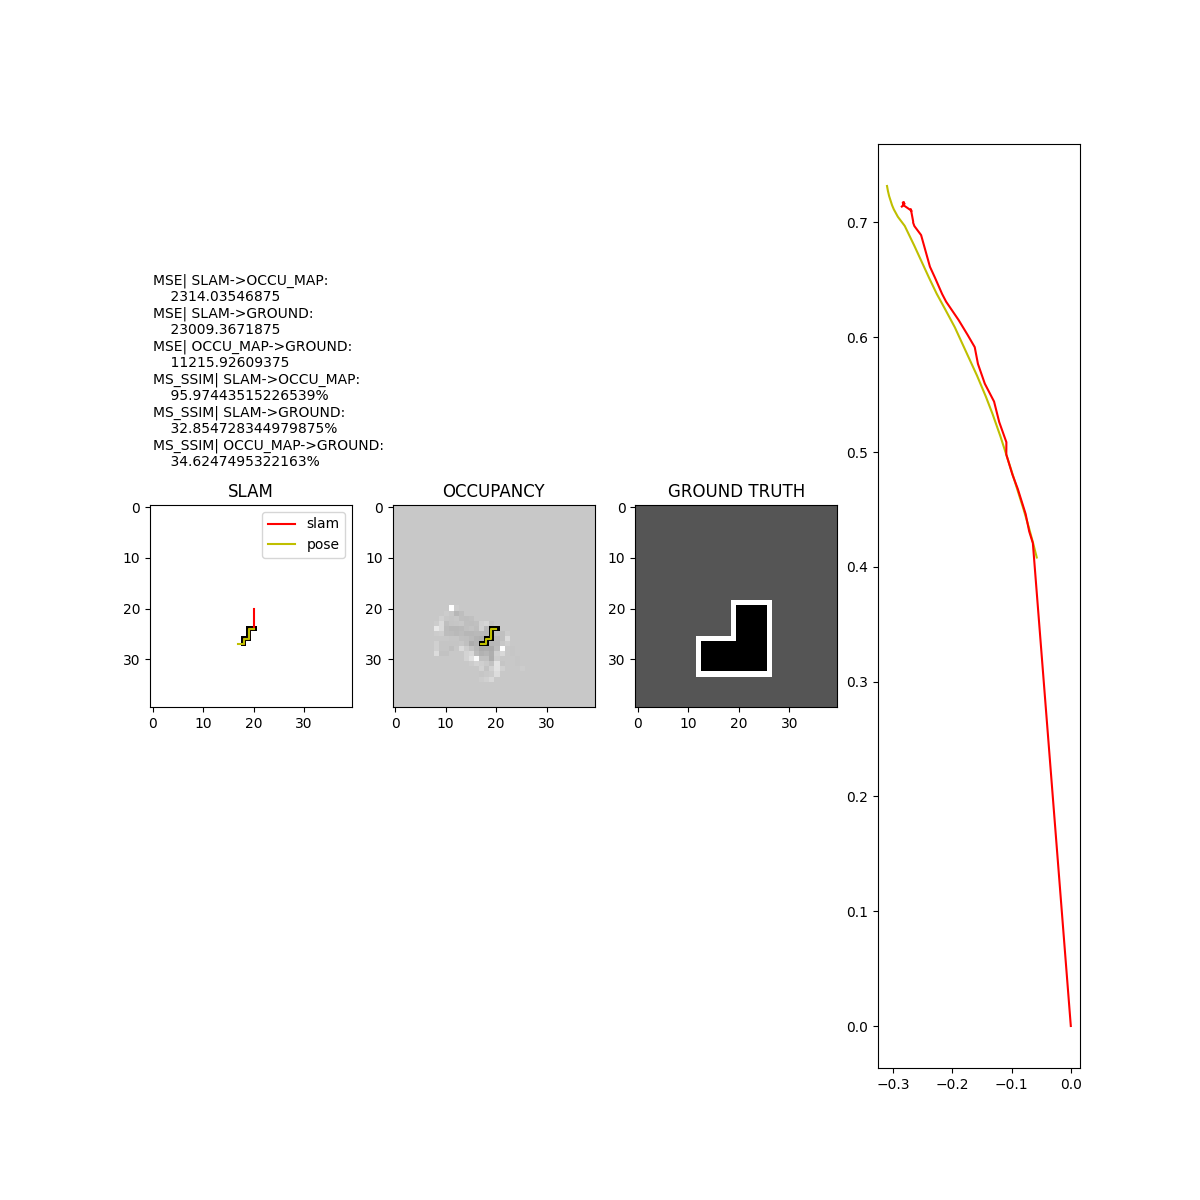 MSE| SLAM->OCCU_MAP:
2314.03546875
MSE| SLAM->GROUND:
23009.3671875
MSE| OCCU_MAP->GROUND:
11215.92609375
MS_SSIM| SLAM->OCCU_MAP:
95.97443515226539%
MS_SSIM| SLAM->GROUND:
32.854728344979875%
MS_SSIM| OCCU_MAP->GROUND:
34.6247495322163%
SLAM
slam
pose
0
10
20
30
0 10 20 30
OCCUPANCY
0
10
20
30
0 10 20 30
GROUND TRUTH
0
10
20
30
0 10 20 30
0.7
0.6
0.5
0.4
0.3
0.2
0.1
0.0
−0.3 −0.2 −0.1 0.0